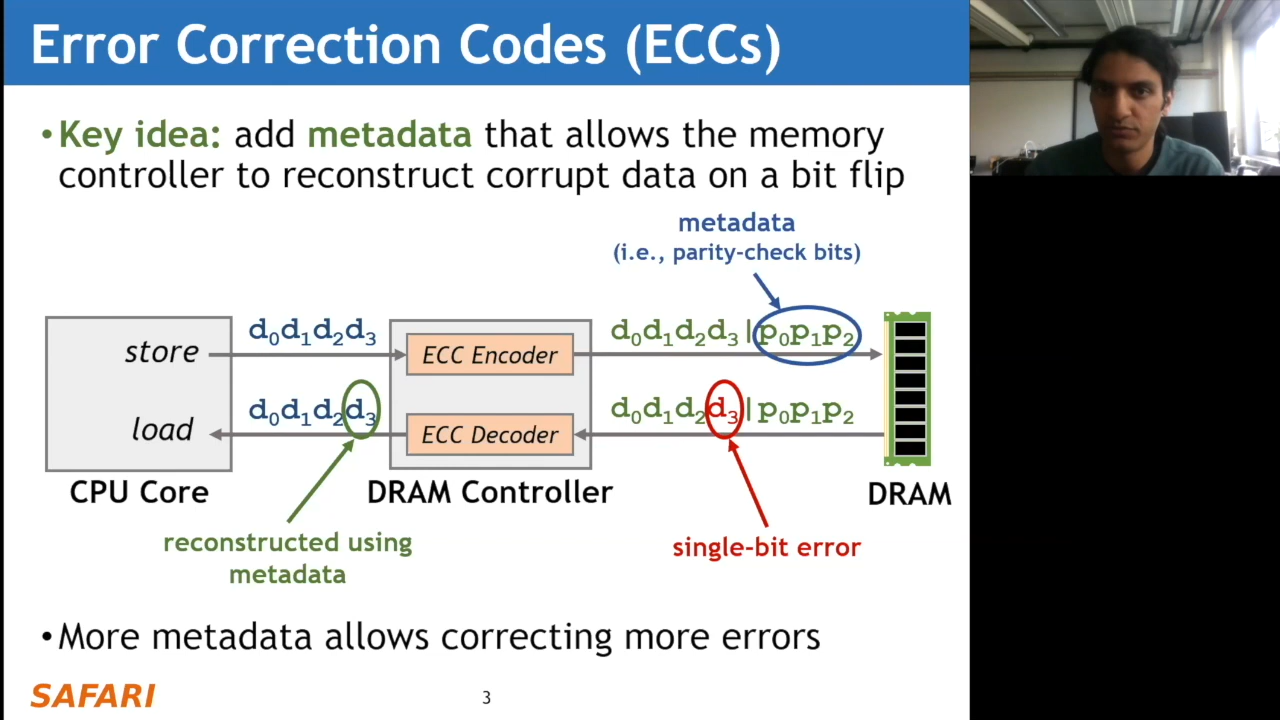 Error Correction Codes (ECCs)
•Key idea: add metadata that allows the memory
controller to reconstruct corrupt data on a bit flip
metadata
(i.e., parity-check bits)
store
d₀d₁d₂d₃
ECC Encoder
d₀d₁d₂d₃|p₀p₁p₂
load
d₀d₁d₂d₃
ECC Decoder
d₀d₁d₂d₃|p₀p₁p₂
CPU Core
DRAM Controller
DRAM
reconstructed using
metadata
single-bit error
•More metadata allows correcting more errors
SAFARI
3